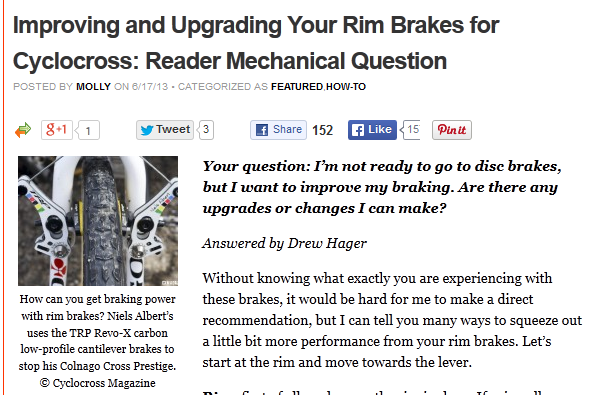 Improving and Upgrading Your Rim Brakes for
Cyclocross: Reader Mechanical Question
POSTED BY MOLLY ON 6/17/13 • CATEGORIZED AS FEATURED,HOW-TO
g+1 1
Tweet 3
Share 152
Like 15
Pin it
How can you get braking power
with rim brakes? Niels Albert's
uses the TRP Revo-X carbon
low-profile cantilever brakes to
stop his Colnago Cross Prestige.
© Cyclocross Magazine
Your question: I'm not ready to go to disc brakes,
but I want to improve my braking. Are there any
upgrades or changes I can make?
Answered by Drew Hager
Without knowing what exactly you are experiencing with
these brakes, it would be hard for me to make a direct
recommendation, but I can tell you many ways to squeeze out
a little bit more performance from your rim brakes. Let's
start at the rim and move towards the lever.